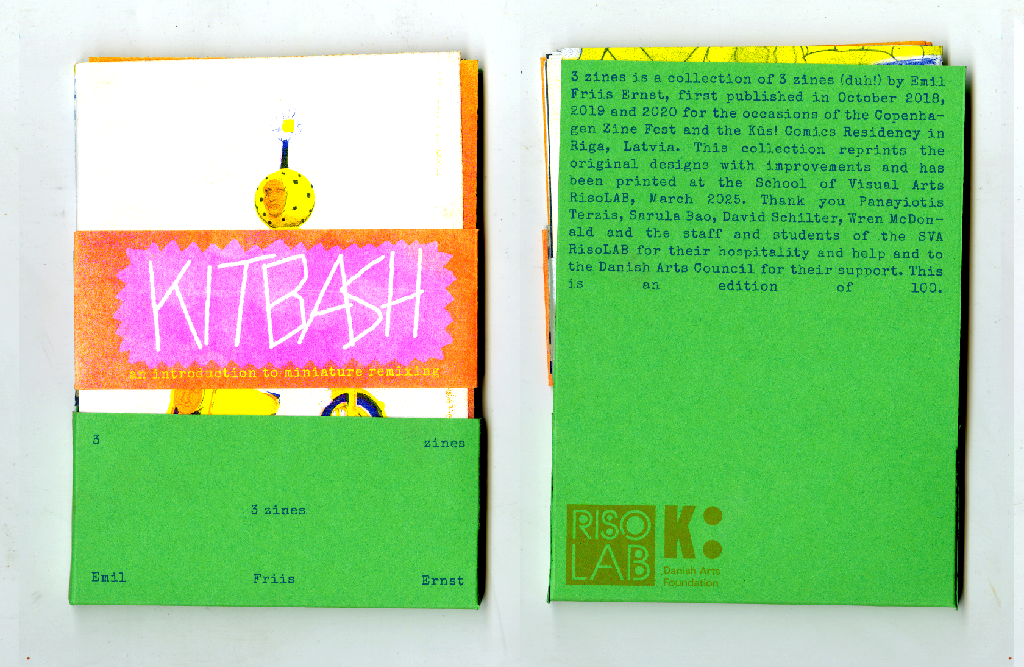 KITBASH
an introduction to miniature remixing
3 zines
3 zines
Emil Friis Ernst
3 zines is a collection of 3 zines (duh!) by Emil
Friis Ernst, first published in October 2018,
2019 and 2020 for the occasions of the Copenha-
gen Zine Fest and the Kūs! Comics Residency in
Riga, Latvia. This collection reprints the
original designs with improvements and has
been printed at the School of Visual Arts
RisoLAB, March 2025. Thank you Panayiotis
Terzis, Sarula Bao, David Schilter, Wren McDon-
ald and the staff and students of the SVA
RisoLAB for their hospitality and help and to
the Danish Arts Council for their support. This
is an edition of 100.
RISO
LAB
K:
Danish Arts
Foundation